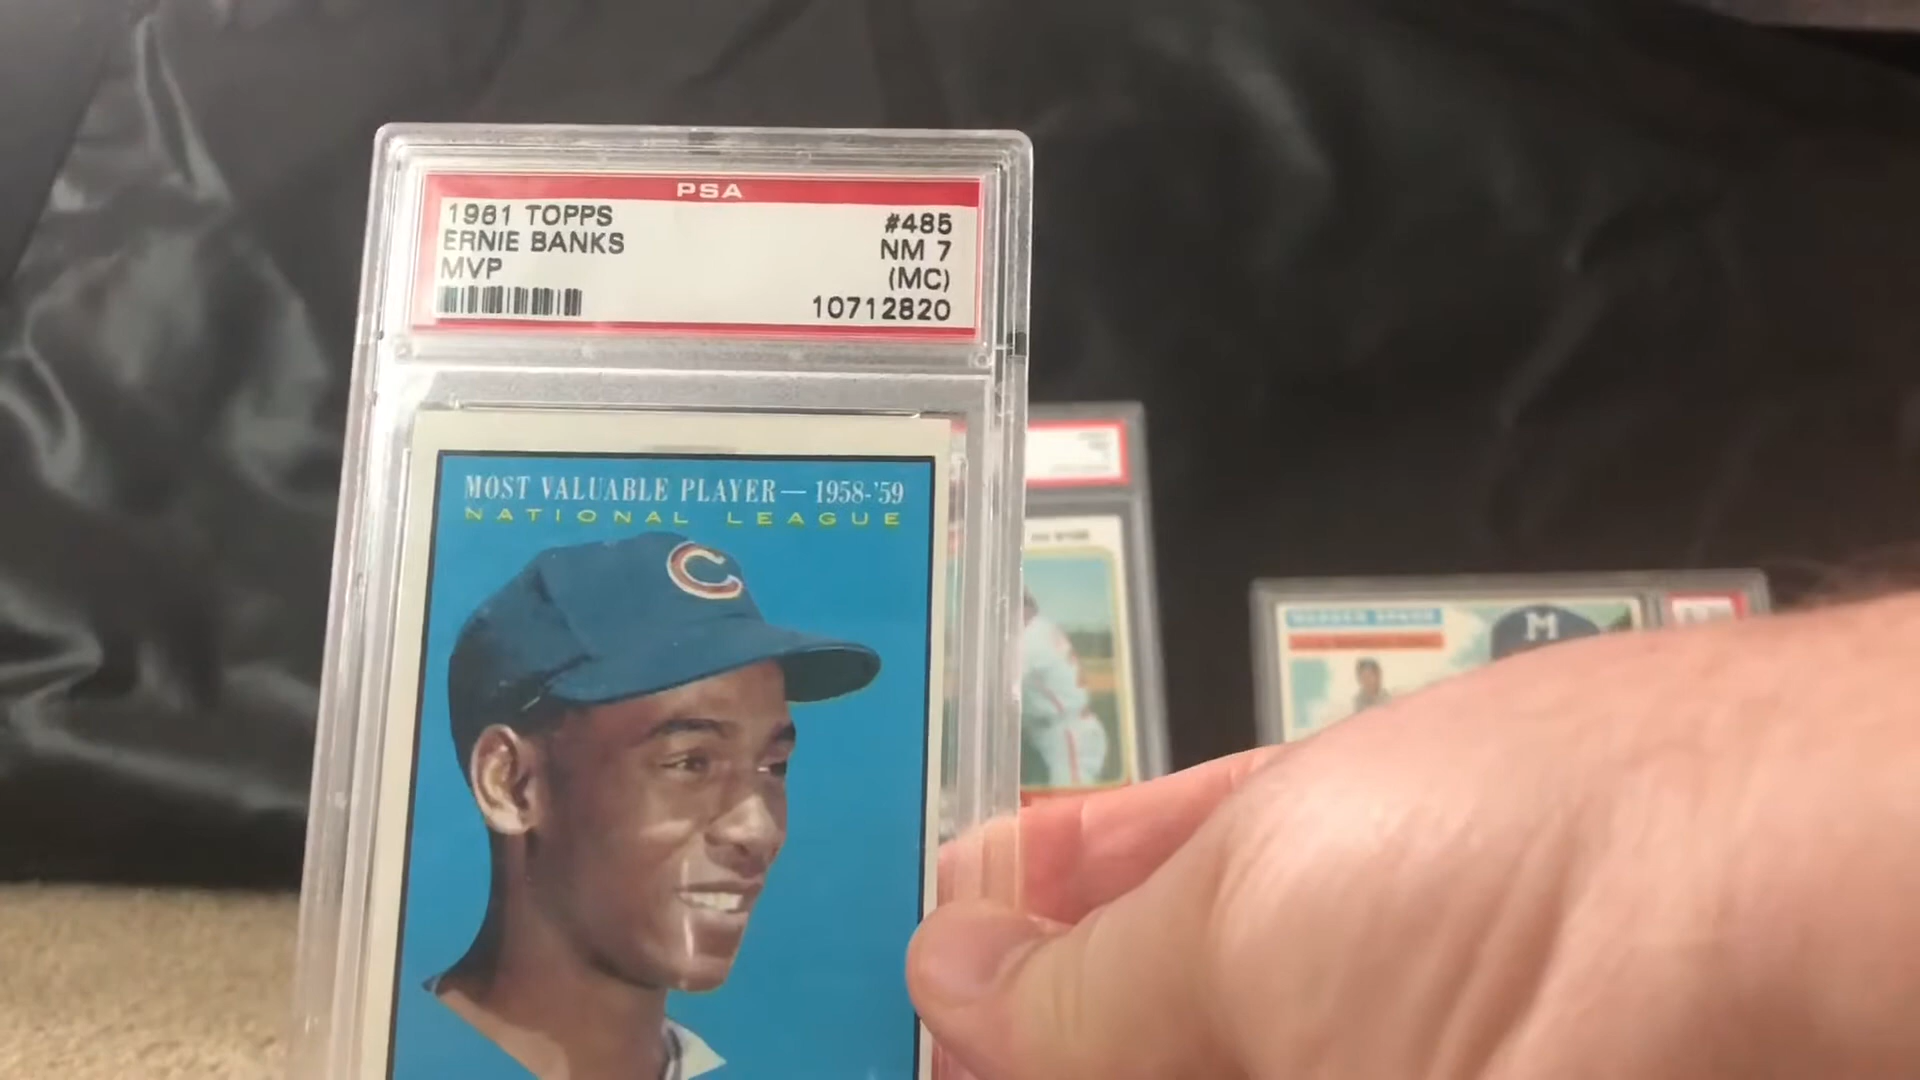 PSA
1961 TOPPS #485
ERNIE BANKS NM 7
MVP (MC)
10712820
MOST VALUABLE PLAYER — 1958-'59
NATIONAL LEAGUE
C
M